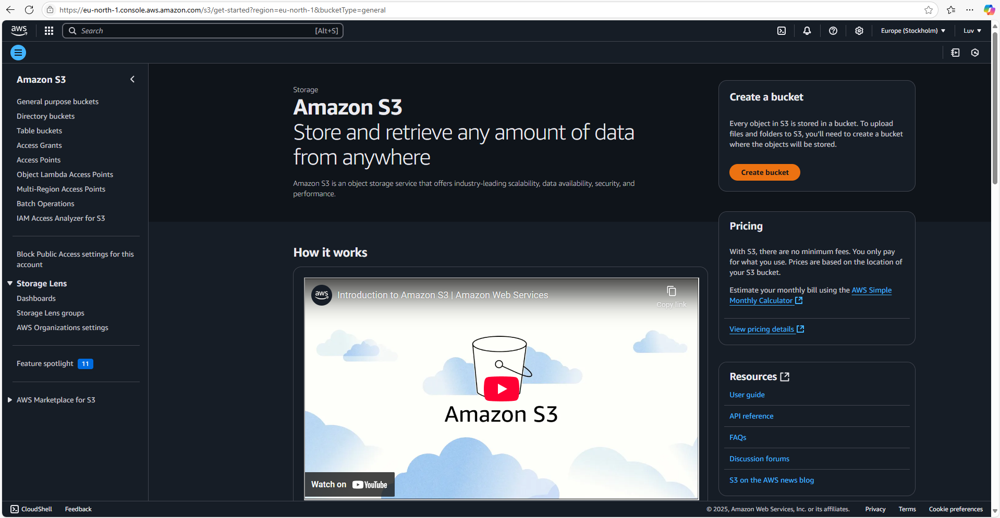 https://eu-north-1.console.aws.amazon.com/s3/get-started?region=eu-north-1&bucketType=general
aws
Search
[Alt+S]
Europe (Stockholm)
Luv
Amazon S3
General purpose buckets
Directory buckets
Table buckets
Access Grants
Access Points
Object Lambda Access Points
Multi-Region Access Points
Batch Operations
IAM Access Analyzer for S3
Block Public Access settings for this
account
Storage Lens
Dashboards
Storage Lens groups
AWS Organizations settings
Feature spotlight 11
AWS Marketplace for S3
Storage
Amazon S3
Store and retrieve any amount of data
from anywhere
Amazon S3 is an object storage service that offers industry-leading scalability, data availability, security, and
performance.
How it works
aws
Introduction to Amazon S3 | Amazon Web Services
Copy link
Amazon S3
Watch on YouTube
Create a bucket
Every object in S3 is stored in a bucket. To upload
files and folders to S3, you'll need to create a bucket
where the objects will be stored.
Create bucket
Pricing
With S3, there are no minimum fees. You only pay
for what you use. Prices are based on the location of
your S3 bucket.
Estimate your monthly bill using the AWS Simple
Monthly Calculator
View pricing details
Resources
User guide
API reference
FAQs
Discussion forums
S3 on the AWS news blog
CloudShell
Feedback
© 2025, Amazon Web Services, Inc. or its affiliates.
Privacy
Terms
Cookie preferences